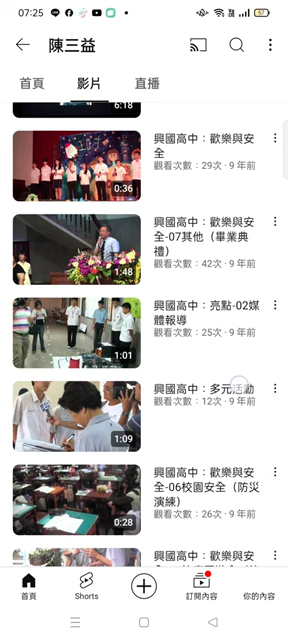 07:25
57
陳三益
首頁
影片
直播
6:18
興國高中：歡樂與安
全
觀看次數：29次 · 9 年前
0:36
興國高中：歡樂與安
全-07其他（畢業典
禮）
觀看次數：42次 · 9 年前
1:48
興國高中：亮點-02媒
體報導
觀看次數：25次 · 9 年前
1:01
興國高中：多元活動
觀看次數：12次 · 9 年前
1:09
興國高中：歡樂與安
全-06校園安全（防災
演練）
觀看次數：26次 · 9 年前
0:28
興國高中：歡樂與安
首頁
Shorts
訂閱內容
你的內容